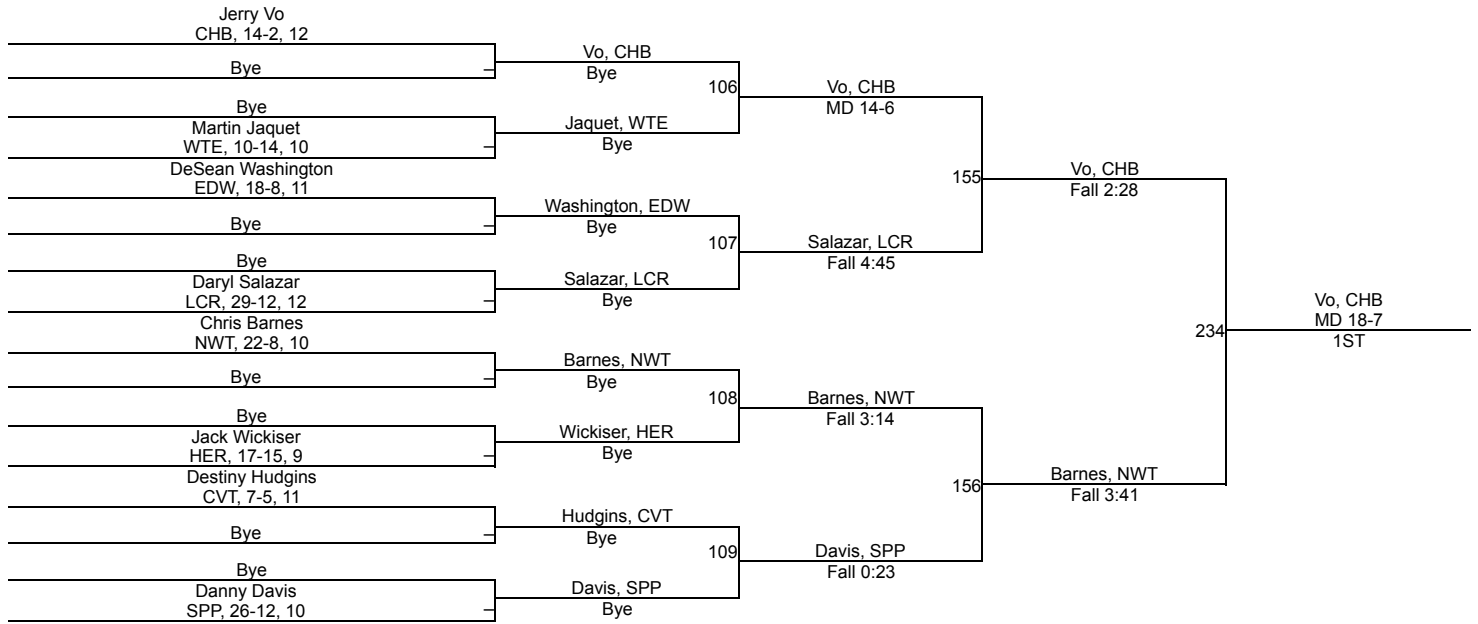 Jerry Vo
CHB, 14-2, 12
Bye
Bye
Martin Jaquet
WTE, 10-14, 10
DeSean Washington
EDW, 18-8, 11
Bye
Bye
Daryl Salazar
LCR, 29-12, 12
Chris Barnes
NWT, 22-8, 10
Bye
Bye
Jack Wickiser
HER, 17-15, 9
Destiny Hudgins
CVT, 7-5, 11
Bye
Bye
Danny Davis
SPP, 26-12, 10
Vo, CHB
Bye
106
Jaquet, WTE
Bye
Washington, EDW
Bye
107
Salazar, LCR
Bye
Barnes, NWT
Bye
108
Wickiser, HER
Bye
Hudgins, CVT
Bye
109
Davis, SPP
Bye
Vo, CHB
MD 14-6
155
Salazar, LCR
Fall 4:45
Barnes, NWT
Fall 3:14
156
Davis, SPP
Fall 0:23
Vo, CHB
Fall 2:28
234
Barnes, NWT
Fall 3:41
Vo, CHB
MD 18-7
1ST